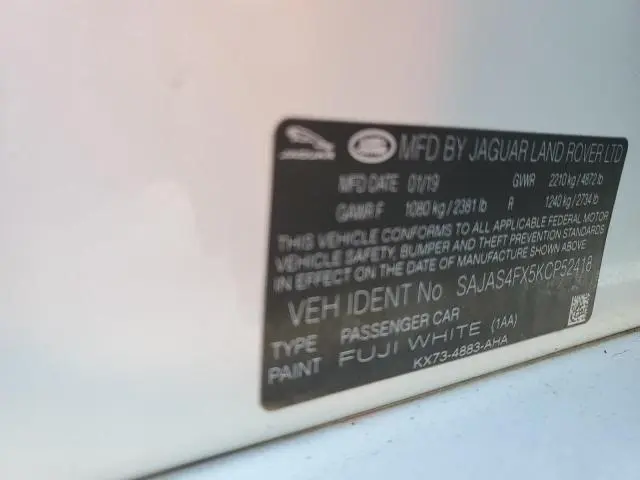 JAGUAR MFD BY JAGUAR LAND ROVER LTD
MFD DATE 01/19 GVWR 2210 kg / 4872 lb
GAWR F 1080 kg / 2381 lb R 1240 kg / 2734 lb
THIS VEHICLE CONFORMS TO ALL APPLICABLE FEDERAL MOTOR
VEHICLE SAFETY, BUMPER AND THEFT PREVENTION STANDARDS
IN EFFECT ON THE DATE OF MANUFACTURE SHOWN ABOVE.
VEH IDENT No SAJAS4FX5KCP52418
TYPE PASSENGER CAR
PAINT FUJI WHITE (1AA)
KX73-4883-AHA